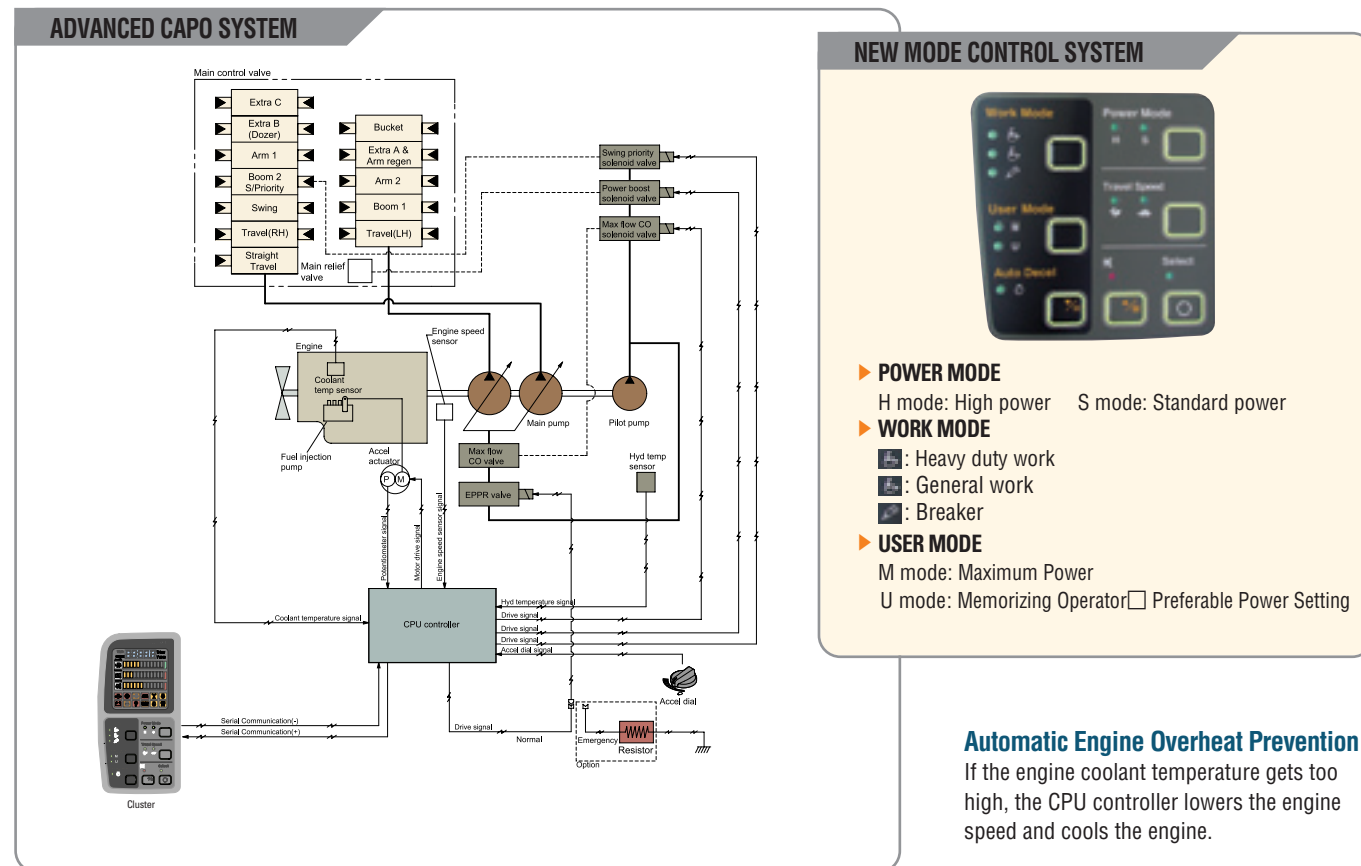 ADVANCED CAPO SYSTEM
Main control valve
Extra C
Extra B
(Dozer)
Arm 1
Boom 2
S/Priority
Swing
Travel(RH)
Straight
Travel
Bucket
Extra A &
Arm regen
Arm 2
Boom 1
Travel(LH)
Main relief
valve
Swing priority
solenoid valve
Power boost
solenoid valve
Max flow CO
solenoid valve
Engine speed
sensor
Engine
Coolant
temp sensor
Fuel injection
pump
Accel
actuator
P M
Main pump
Pilot pump
Max flow
CO valve
EPPR valve
Hyd temp
sensor
Potentiometer signal
Motor drive signal
Engine speed sensor signal
Coolant temperature signal
CPU controller
Hyd temperature signal
Drive signal
Drive signal
Drive signal
Accel dial signal
Accel dial
Serial Communication(-)
Serial Communication(+)
Drive signal
Normal
Emergency
Resistor
Option
Power Mode
Travel Speed
Select
Cluster
NEW MODE CONTROL SYSTEM
Work Mode
Power Mode
H S
Travel Speed
User Mode
Auto Decel
Select
POWER MODE
H mode: High power S mode: Standard power
WORK MODE
: Heavy duty work
: General work
: Breaker
USER MODE
M mode: Maximum Power
U mode: Memorizing Operator□ Preferable Power Setting
Automatic Engine Overheat Prevention
If the engine coolant temperature gets too
high, the CPU controller lowers the engine
speed and cools the engine.